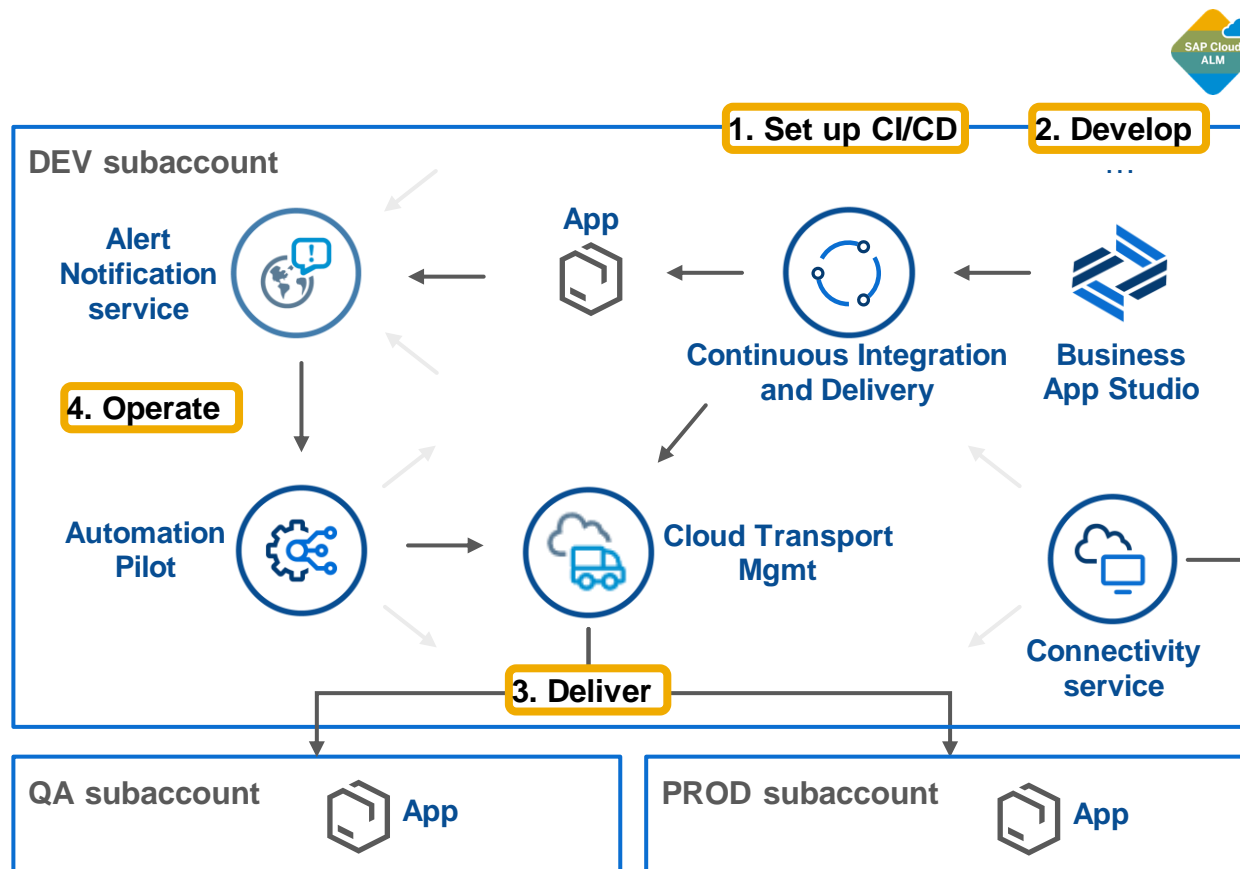 SAP Cloud
ALM
1. Set up CI/CD
2. Develop
DEV subaccount
...
App
Alert
Notification
service
!
Continuous Integration
and Delivery
Business
App Studio
4. Operate
Automation
Pilot
Cloud Transport
Mgmt
Connectivity
service
3. Deliver
QA subaccount
App
PROD subaccount
App